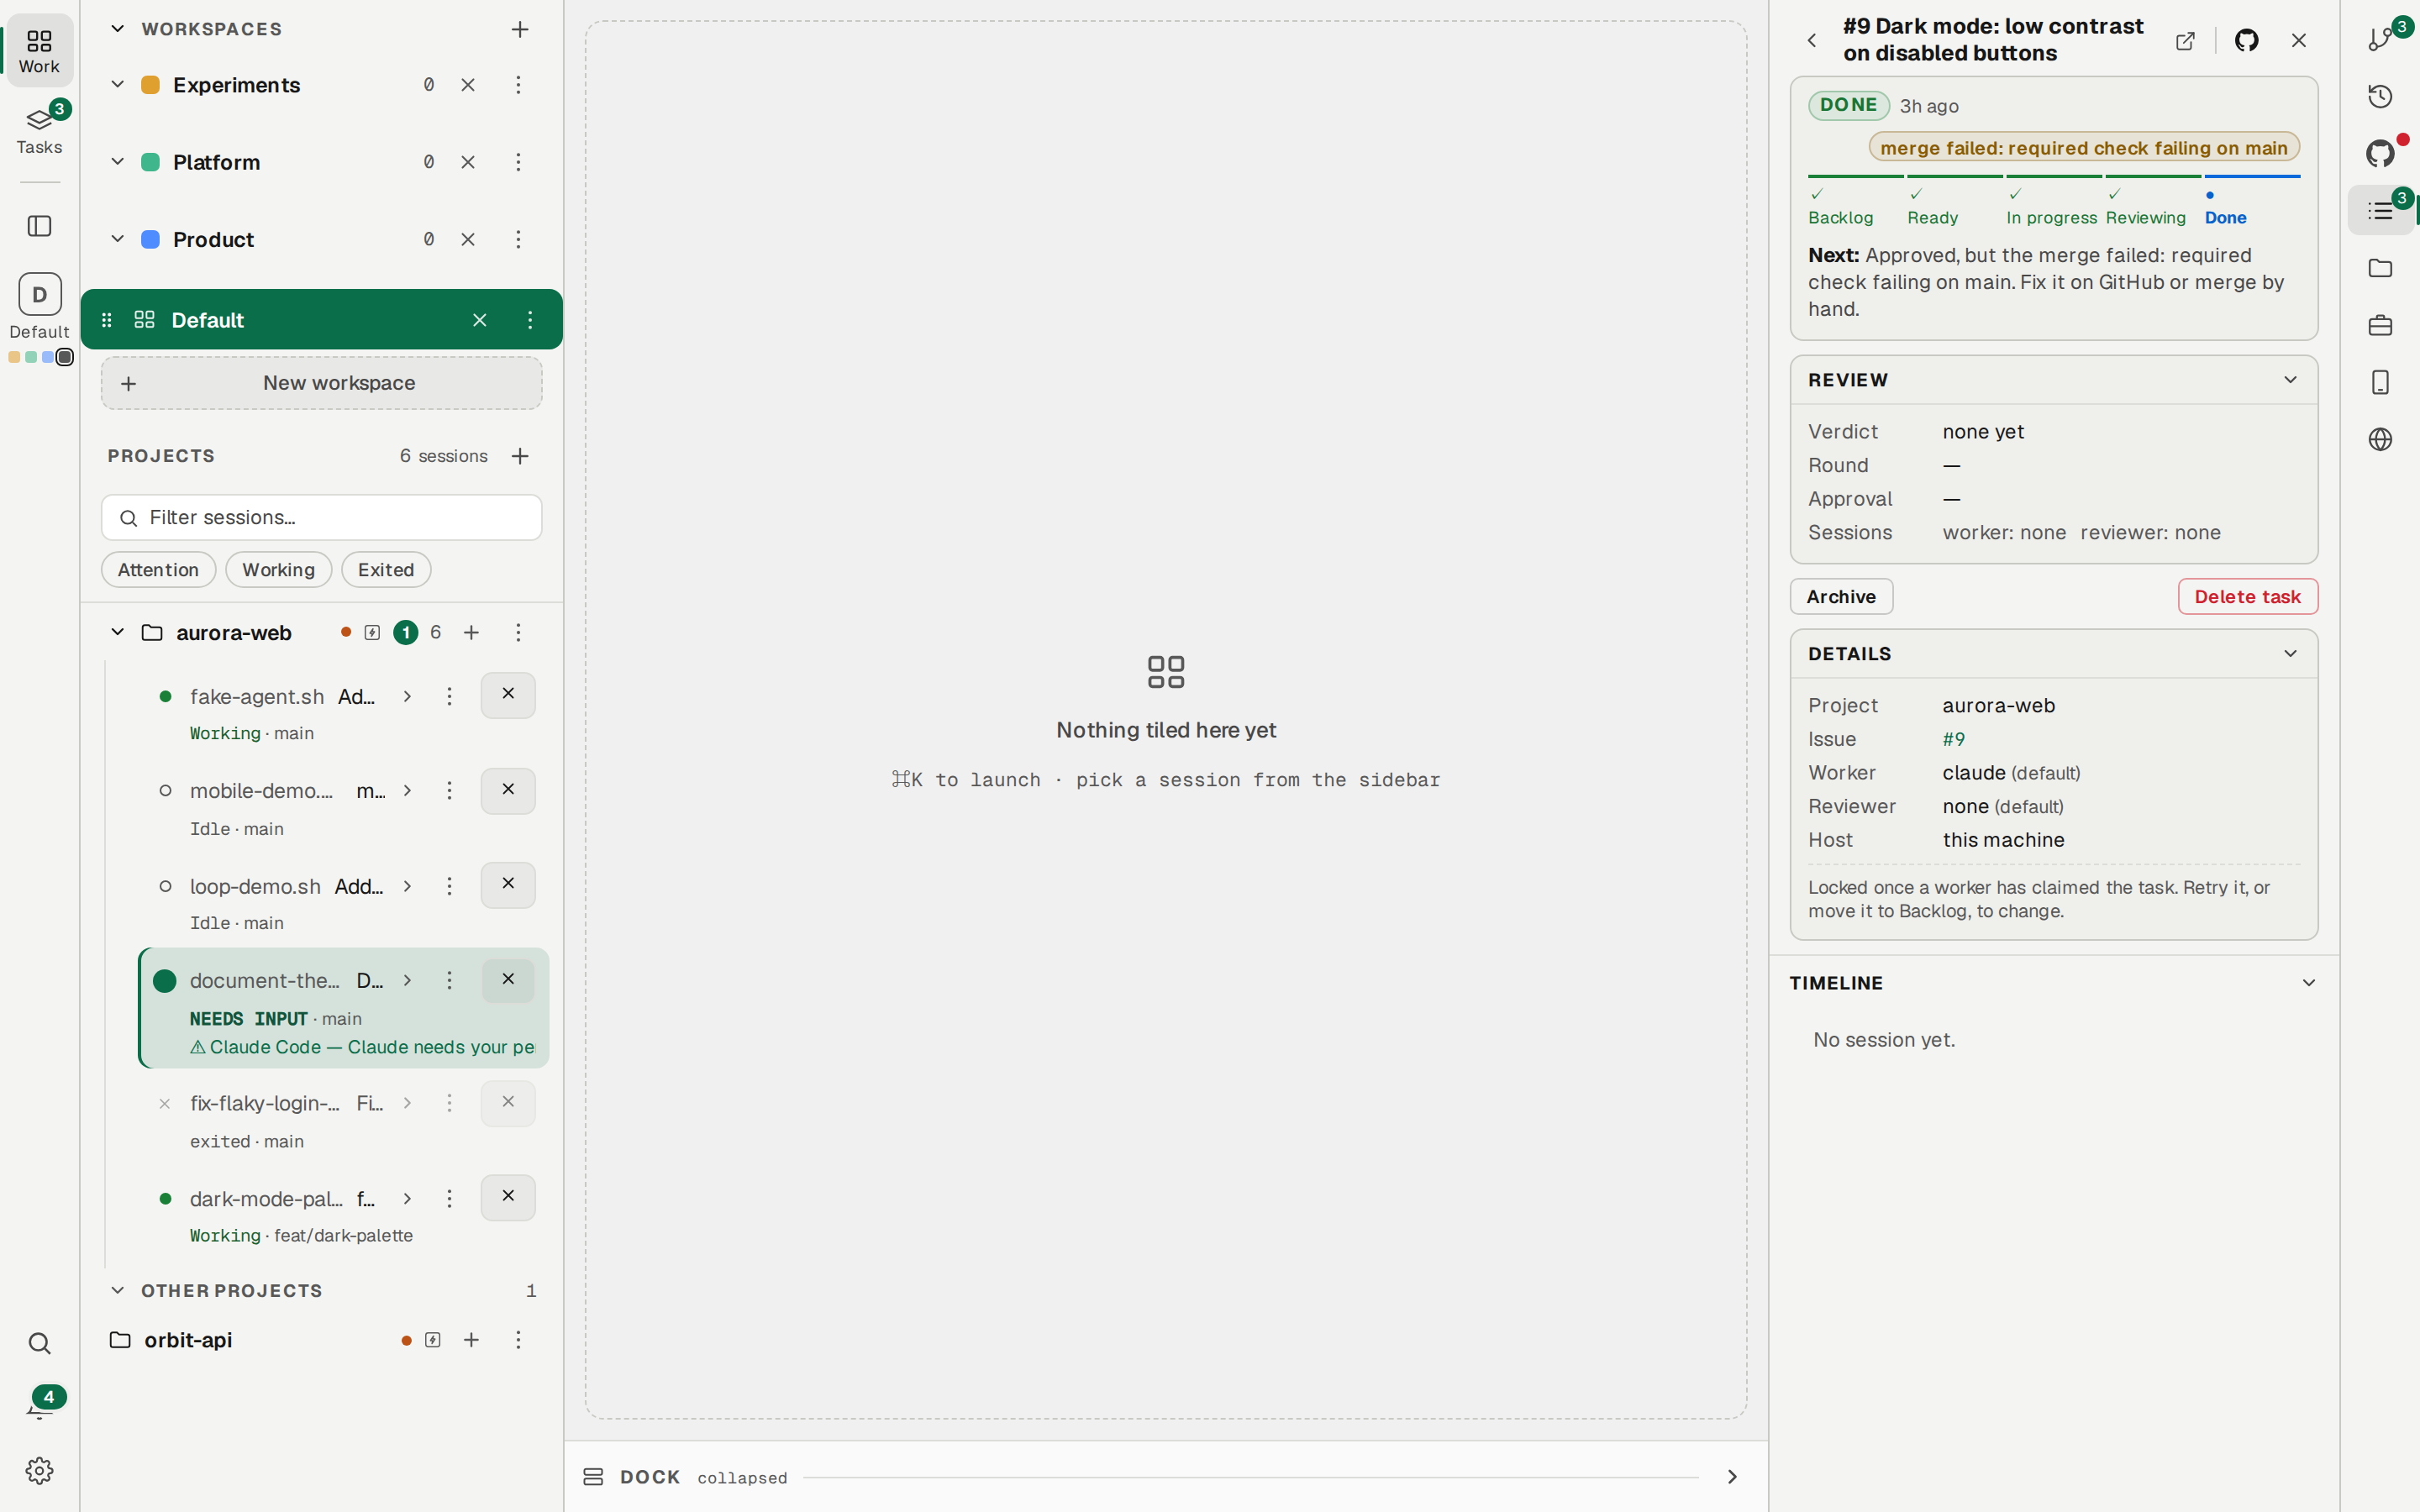 Work
3
Tasks
D
Default
4
WORKSPACES
Experiments 0
Platform 0
Product 0
Default
New workspace
PROJECTS 6 sessions
Filter sessions…
Attention Working Exited
aurora-web 1 6
fake-agent.sh Ad…
Working · main
mobile-demo.… m…
Idle · main
loop-demo.sh Add…
Idle · main
document-the… D…
NEEDS INPUT · main
⚠ Claude Code — Claude needs your pe
fix-flaky-login-… Fi…
exited · main
dark-mode-pal… f…
Working · feat/dark-palette
OTHER PROJECTS 1
orbit-api
Nothing tiled here yet
⌘K to launch · pick a session from the sidebar
DOCK collapsed
#9 Dark mode: low contrast
on disabled buttons
DONE 3h ago
merge failed: required check failing on main
✓ ✓ ✓ ✓ ●
Backlog Ready In progress Reviewing Done
Next: Approved, but the merge failed: required
check failing on main. Fix it on GitHub or merge by
hand.
REVIEW
Verdict none yet
Round —
Approval —
Sessions worker: none reviewer: none
Archive Delete task
DETAILS
Project aurora-web
Issue #9
Worker claude (default)
Reviewer none (default)
Host this machine
Locked once a worker has claimed the task. Retry it, or
move it to Backlog, to change.
TIMELINE
No session yet.
3
3